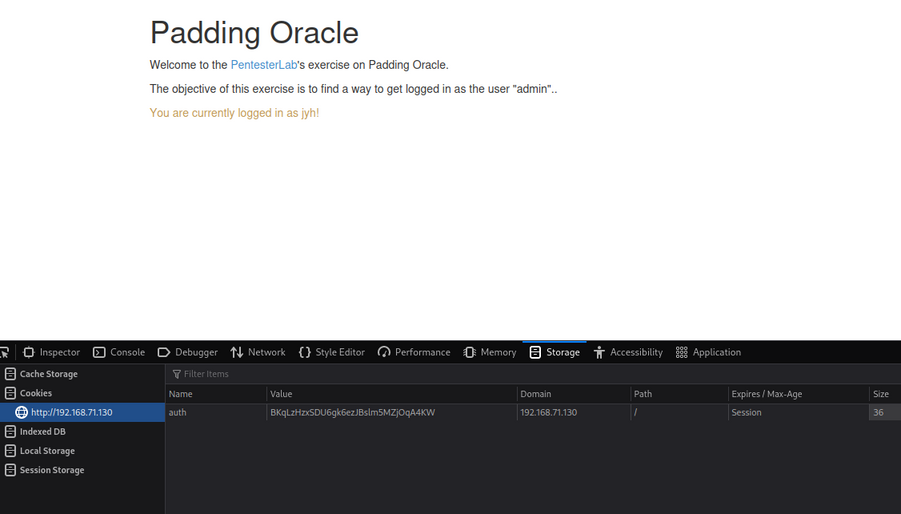 Padding Oracle
Welcome to the PentesterLab's exercise on Padding Oracle.
The objective of this exercise is to find a way to get logged in as the user "admin"..
You are currently logged in as jyh!
Inspector Console Debugger Network Style Editor Performance Memory Storage Accessibility Application
Cache Storage
Filter Items
Cookies
Name Value Domain Path Expires / Max-Age Size
http://192.168.71.130
auth BKqLzHzxSDU6gk6ezJBslm5MZjOqA4KW 192.168.71.130 / Session 36
Indexed DB
Local Storage
Session Storage